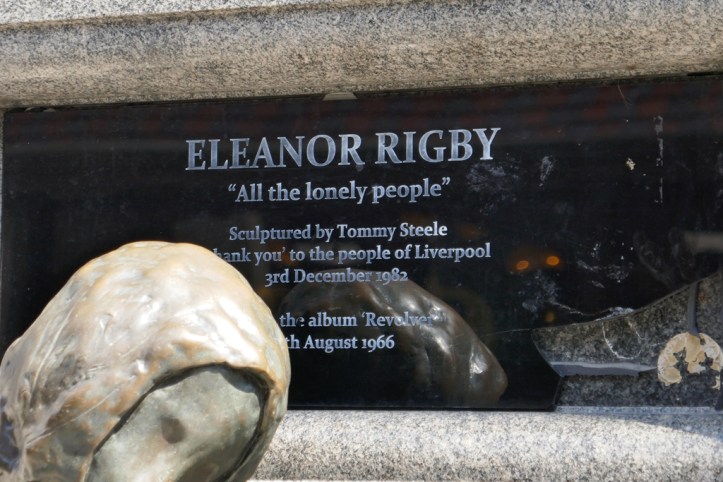 ELEANOR RIGBY
“All the lonely people”
Sculptured by Tommy Steele
hank you’ to the people of Liverpool
3rd December 1982
the album ‘Revolver
th August 1966